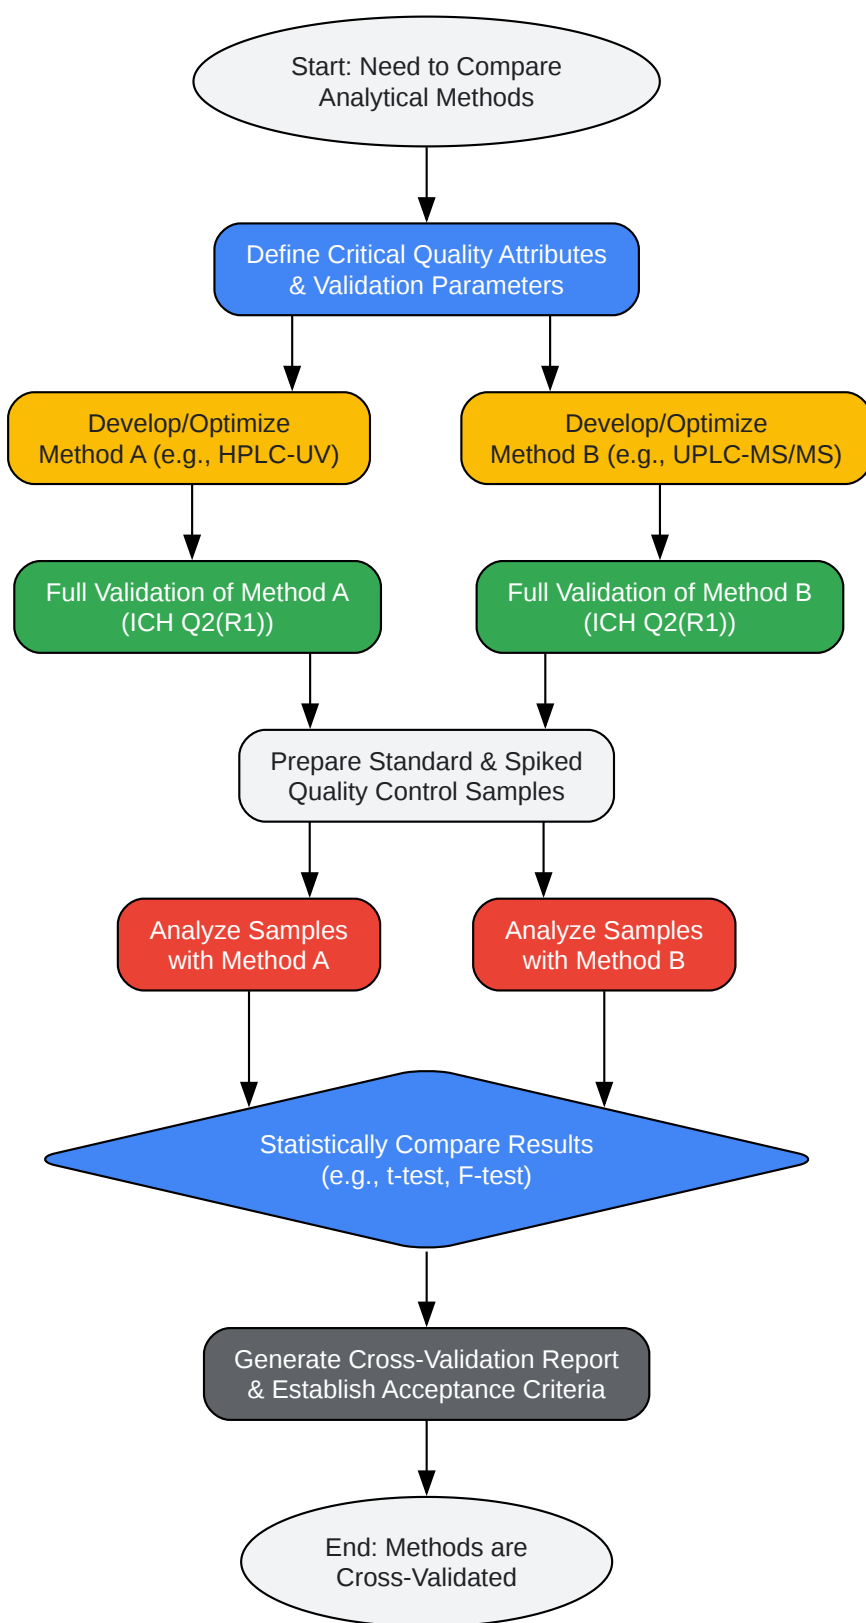 Start: Need to Compare
Analytical Methods
Define Critical Quality Attributes
& Validation Parameters
Develop/Optimize
Method A (e.g., HPLC-UV)
Develop/Optimize
Method B (e.g., UPLC-MS/MS)
Full Validation of Method A
(ICH Q2(R1))
Full Validation of Method B
(ICH Q2(R1))
Prepare Standard & Spiked
Quality Control Samples
Analyze Samples
with Method A
Analyze Samples
with Method B
Statistically Compare Results
(e.g., t-test, F-test)
Generate Cross-Validation Report
& Establish Acceptance Criteria
End: Methods are
Cross-Validated